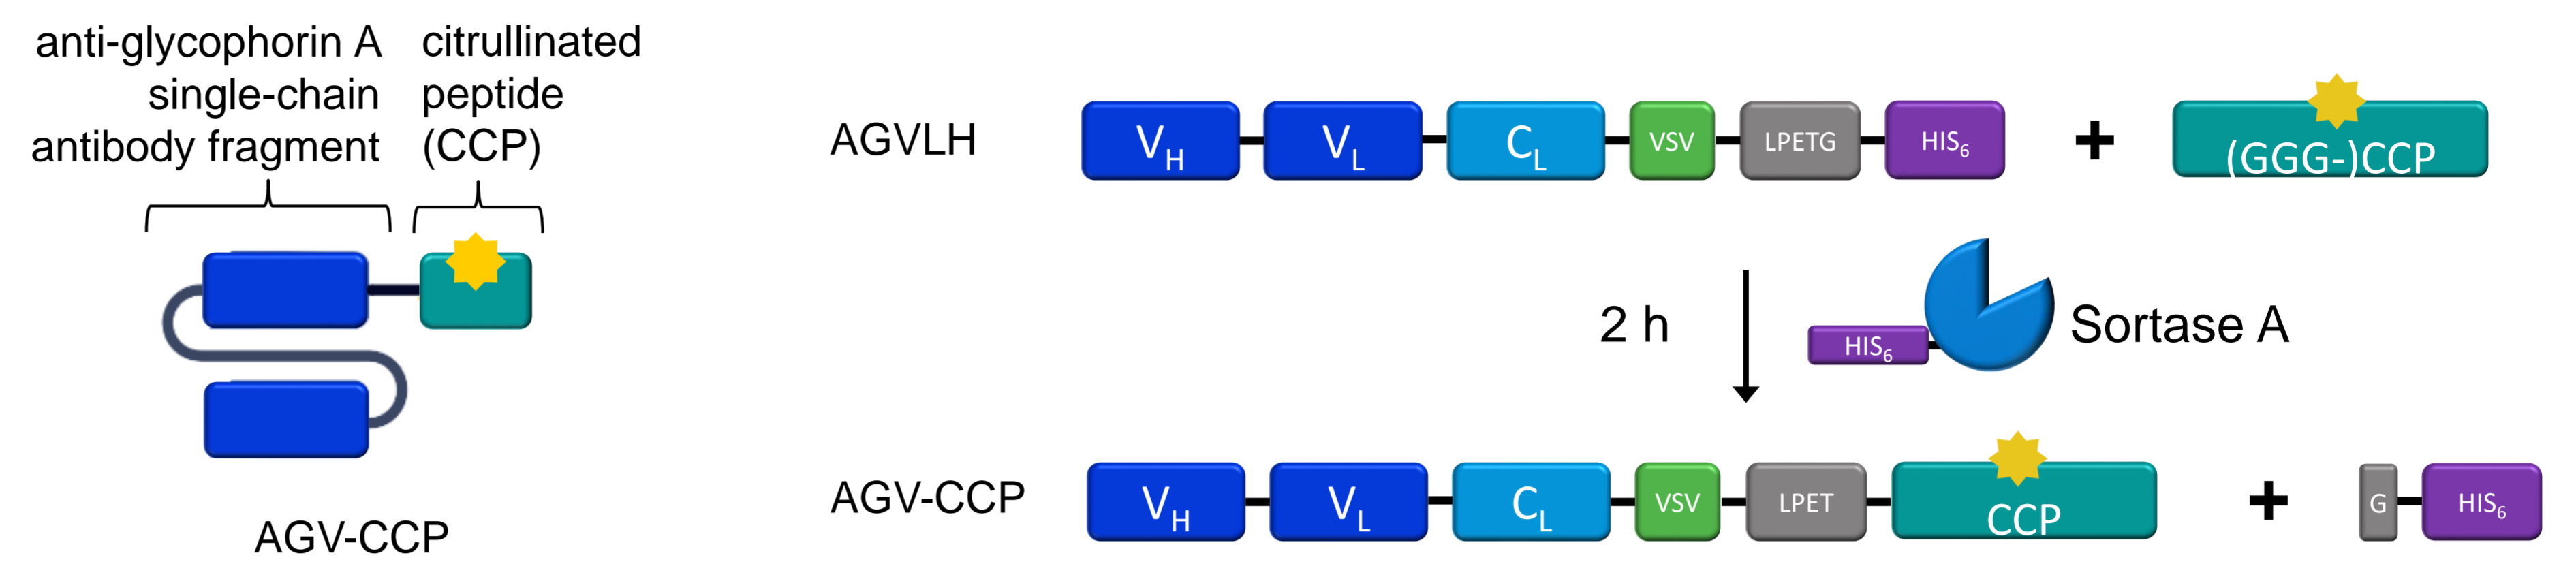 anti-glycophorin A
single-chain
antibody fragment
citrullinated
peptide
(CCP)
AGV-CCP
AGVLH
VH
VL
CL
VSV
LPETG
HIS6
+
(GGG-)CCP
2 h
HIS6
Sortase A
AGV-CCP
VH
VL
CL
VSV
LPET
CCP
+
G
HIS6